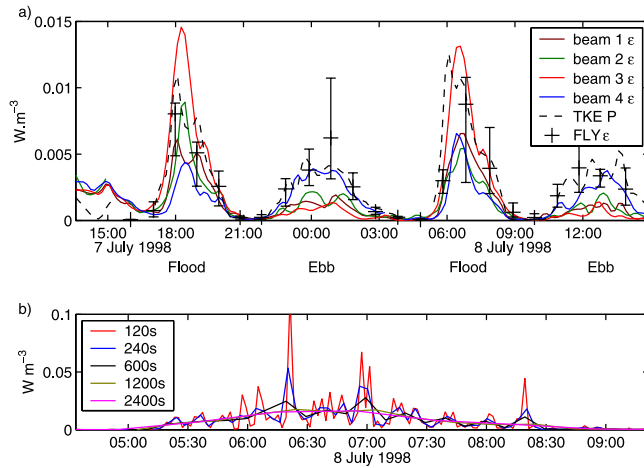 a)
0.015
0.01
0.005
0
W.m⁻³
beam 1 ε
beam 2 ε
beam 3 ε
beam 4 ε
TKE P
FLY ε
15:00 18:00 21:00 00:00 03:00 06:00 09:00 12:00
7 July 1998 8 July 1998
Flood Ebb Flood Ebb
b)
0.1
0.05
0
W m⁻³
120s
240s
600s
1200s
2400s
05:00 05:30 06:00 06:30 07:00 07:30 08:00 08:30 09:00
8 July 1998